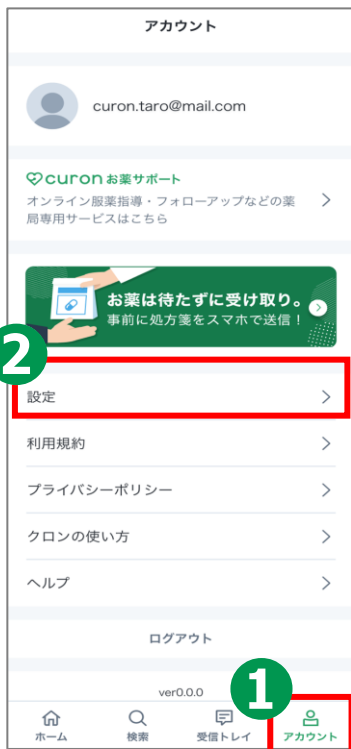 アカウント
curon.taro@mail.com
curon お薬サポート
オンライン服薬指導・フォローアップなどの薬
局専用サービスはこちら
お薬は待たずに受け取り。
事前に処方箋をスマホで送信！
2
設定
利用規約
プライバシーポリシー
クロンの使い方
ヘルプ
ログアウト
ver0.0.0
1
ホーム
検索
受信トレイ
アカウント